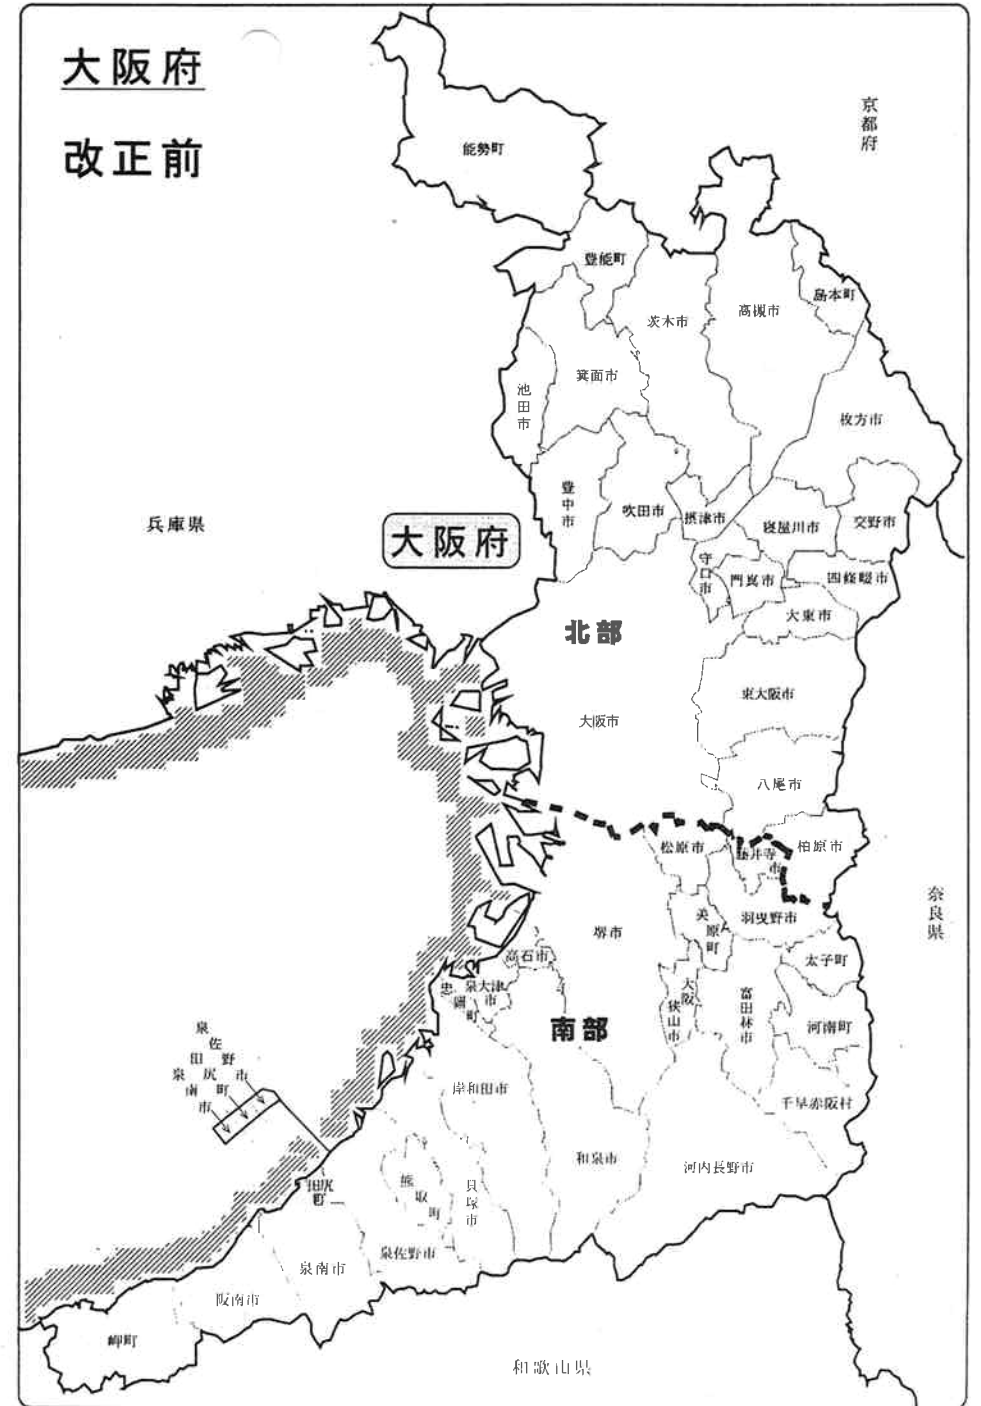 大阪府
改正前
京都府
能勢町
豊能町
島本町
高槻市
茨木市
箕面市
池田市
枚方市
豊中市
吹田市
摂津市
寝屋川市
交野市
兵庫県
大阪府
守口市
門真市
四條畷市
大東市
北部
東大阪市
大阪市
八尾市
松原市
藤井寺市
柏原市
奈良県
美原町
羽曳野市
堺市
高石市
太子町
忠岡町
泉大津市
大阪狭山市
富田林市
河南町
南部
泉佐野市
田尻町
泉南市
岸和田市
千早赤阪村
和泉市
河内長野市
田尻町
熊取町
貝塚市
泉佐野市
泉南市
阪南市
岬町
和歌山県